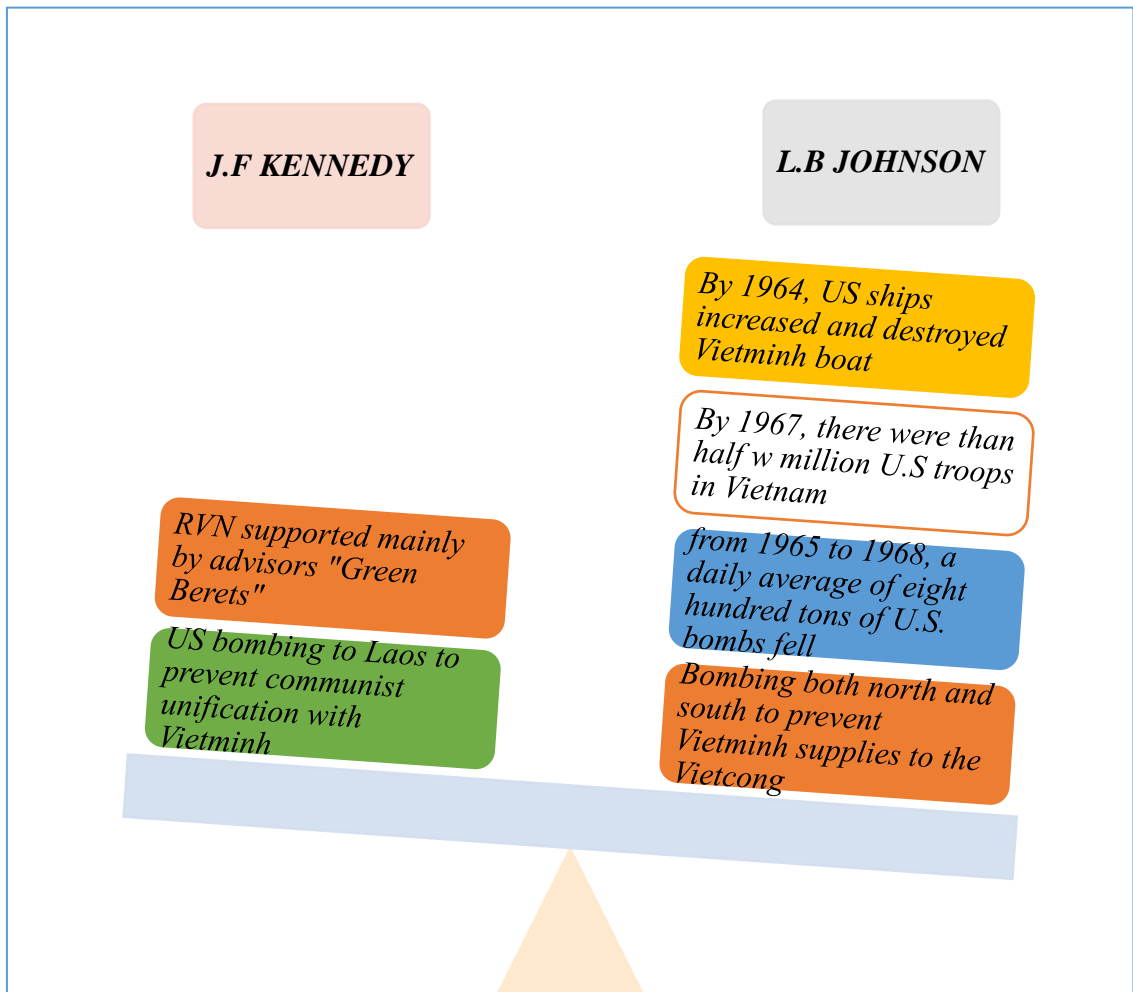 J.F KENNEDY
RVN supported mainly
by advisors "Green
Berets"
US bombing to Laos to
prevent communist
unification with
Vietminh
L.B JOHNSON
By 1964, US ships
increased and destroyed
Vietminh boat
By 1967, there were than
half w million U.S troops
in Vietnam
from 1965 to 1968, a
daily average of eight
hundred tons of U.S.
bombs fell
Bombing both north and
south to prevent
Vietminh supplies to the
Vietcong